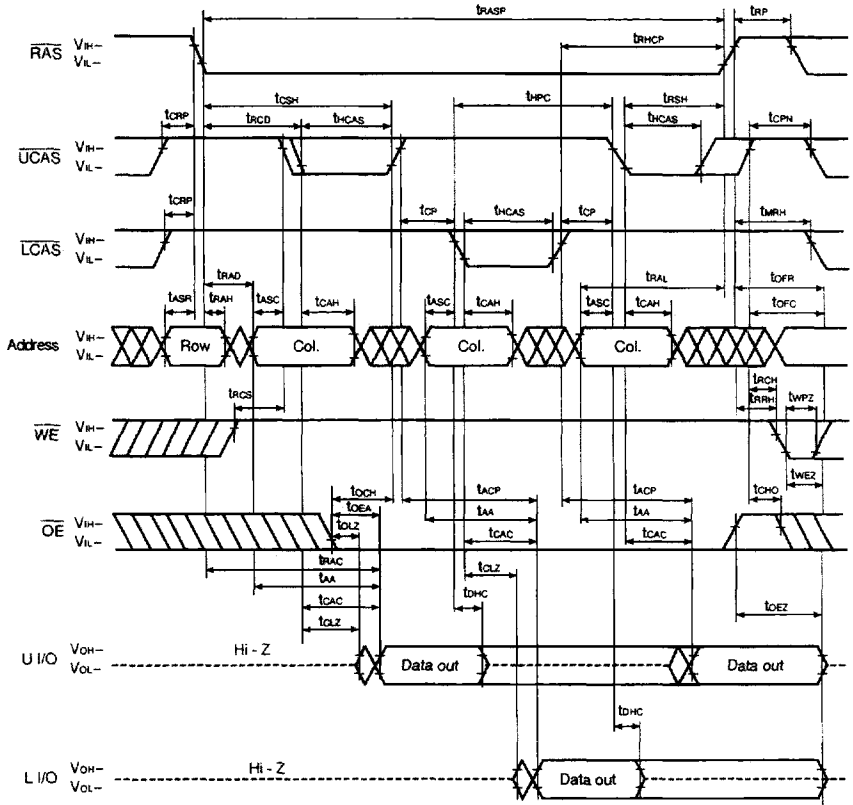 tRASP tRP
tRHCP
RAS VIH–
VIL–
tCSH tHPC tRSH
tCRP tRCD tHCAS tHCAS tCPN
UCAS VIH–
VIL–
tCRP tCP tHCAS tCP tMRH
LCAS VIH–
VIL–
tRAD tRAL tOFR
tASR tRAH tASC tCAH tASC tCAH tASC tCAH tOFC
Address VIH–
VIL–
Row Col. Col. Col.
tRCS tRCH tWPZ
tRRH
WE VIH–
VIL–
tWEZ
tOCH tACP tACP tCHO
tOEA tAA tAA
OE VIH–
VIL–
tOLZ tCAC tCAC
tRAC
tAA tCLZ
tCAC tDHC tOEZ
tCLZ
U I/O VOH–
VOL–
Hi - Z Data out Data out
tDHC
L I/O VOH–
VOL–
Hi - Z Data out